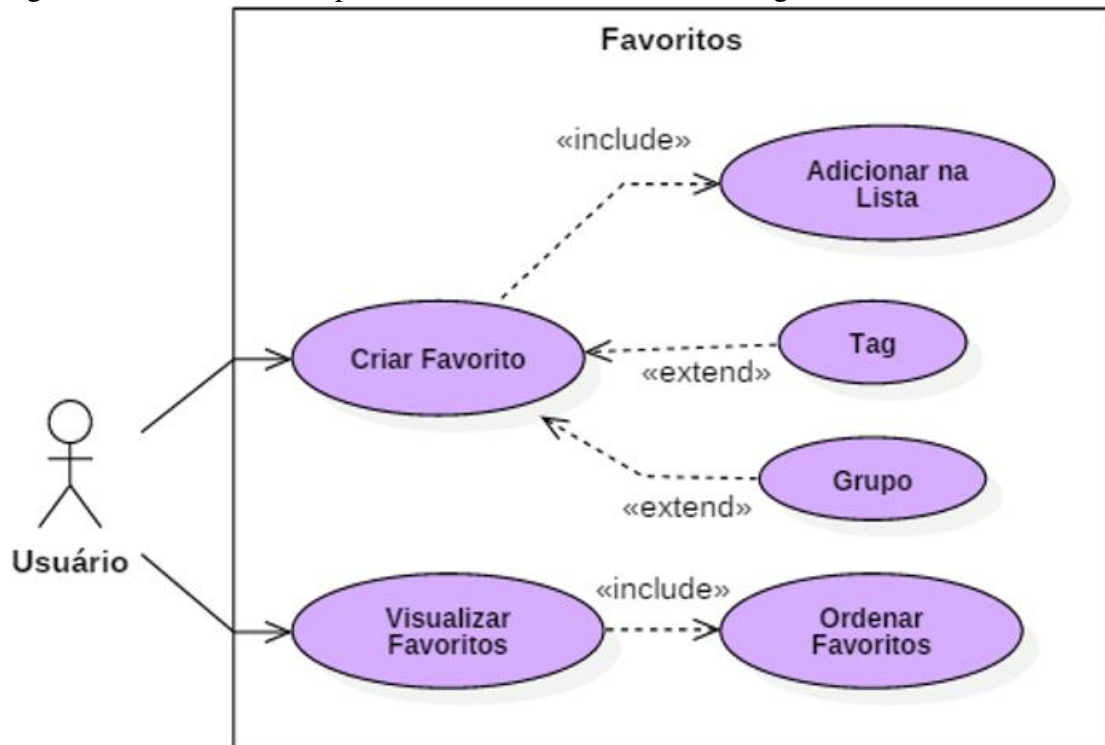 Favoritos
«include»
Adicionar na
Lista
Criar Favorito
Tag
«extend»
Grupo
«extend»
Usuário
Visualizar
Favoritos
«include»
Ordenar
Favoritos